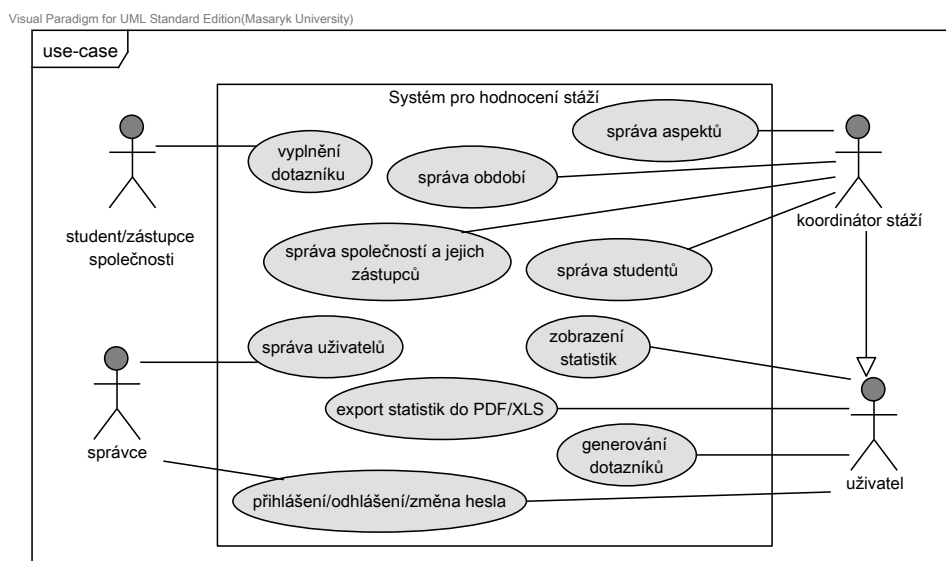 Visual Paradigm for UML Standard Edition(Masaryk University)
use-case
Systém pro hodnocení stáží
správa aspektů
vyplnění
dotazníku
správa období
student/zástupce
společnosti
koordinátor stáží
správa společností a jejich
zástupců
správa studentů
správa uživatelů
zobrazení
statistik
export statistik do PDF/XLS
správce
generování
dotazníků
uživatel
přihlášení/odhlášení/změna hesla